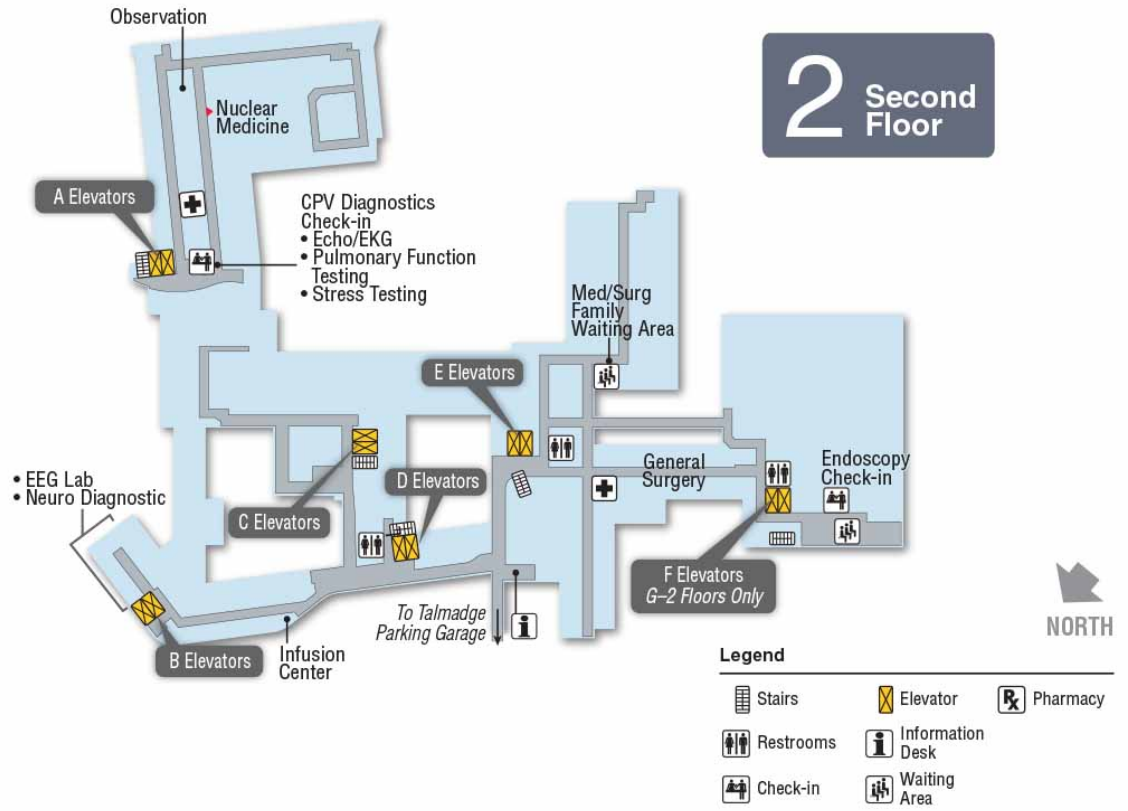 Observation
2 Second
Floor
Nuclear
Medicine
A Elevators
CPV Diagnostics
Check-in
• Echo/EKG
• Pulmonary Function
Testing
• Stress Testing
Med/Surg
Family
Waiting Area
E Elevators
• EEG Lab
• Neuro Diagnostic
D Elevators
General
Surgery
Endoscopy
Check-in
C Elevators
F Elevators
G–2 Floors Only
To Talmadge
Parking Garage
i
NORTH
B Elevators
Infusion
Center
Legend
Stairs
Elevator
Rx Pharmacy
Restrooms
i Information
Desk
Check-in
Waiting
Area